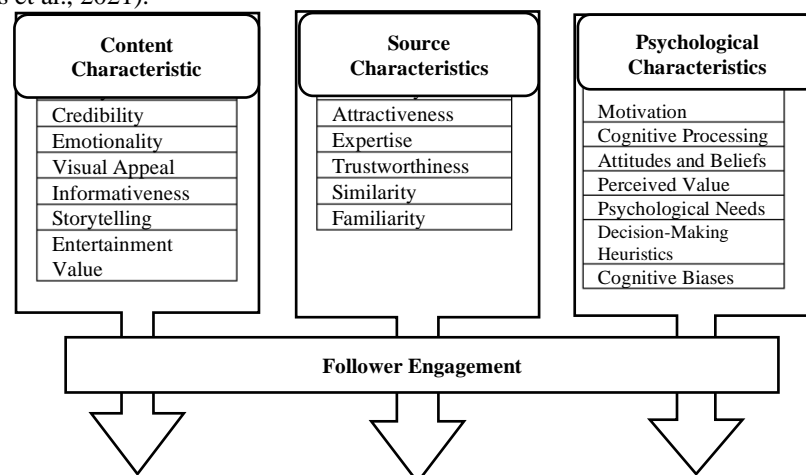 s et al., 2021).
Content
Characteristic
Credibility
Emotionality
Visual Appeal
Informativeness
Storytelling
Entertainment
Value
Source
Characteristics
Attractiveness
Expertise
Trustworthiness
Similarity
Familiarity
Psychological
Characteristics
Motivation
Cognitive Processing
Attitudes and Beliefs
Perceived Value
Psychological Needs
Decision-Making
Heuristics
Cognitive Biases
Follower Engagement